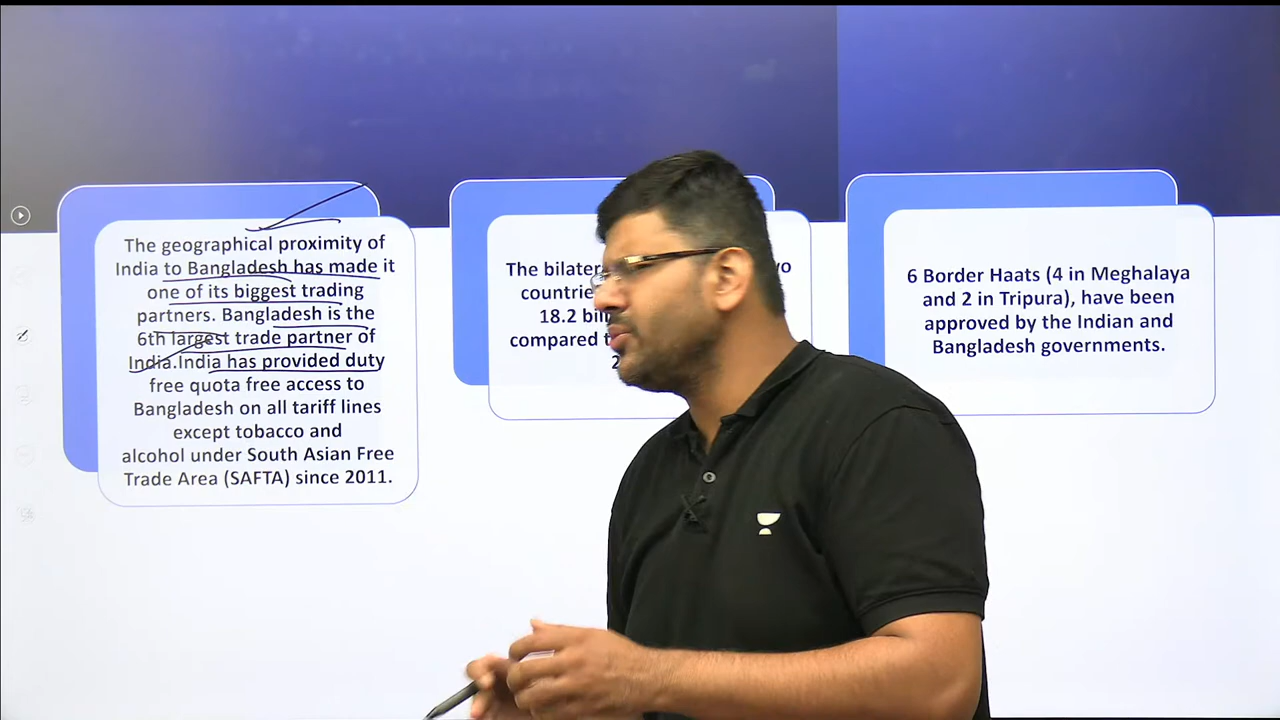 The geographical proximity of
India to Bangladesh has made it
one of its biggest trading
partners. Bangladesh is the
6th largest trade partner of
India.India has provided duty
free quota free access to
Bangladesh on all tariff lines
except tobacco and
alcohol under South Asian Free
Trade Area (SAFTA) since 2011.
The
countrie
18.2
compared
6 Border Haats (4 in Meghalaya
and 2 in Tripura), have been
approved by the Indian and
Bangladesh governments.